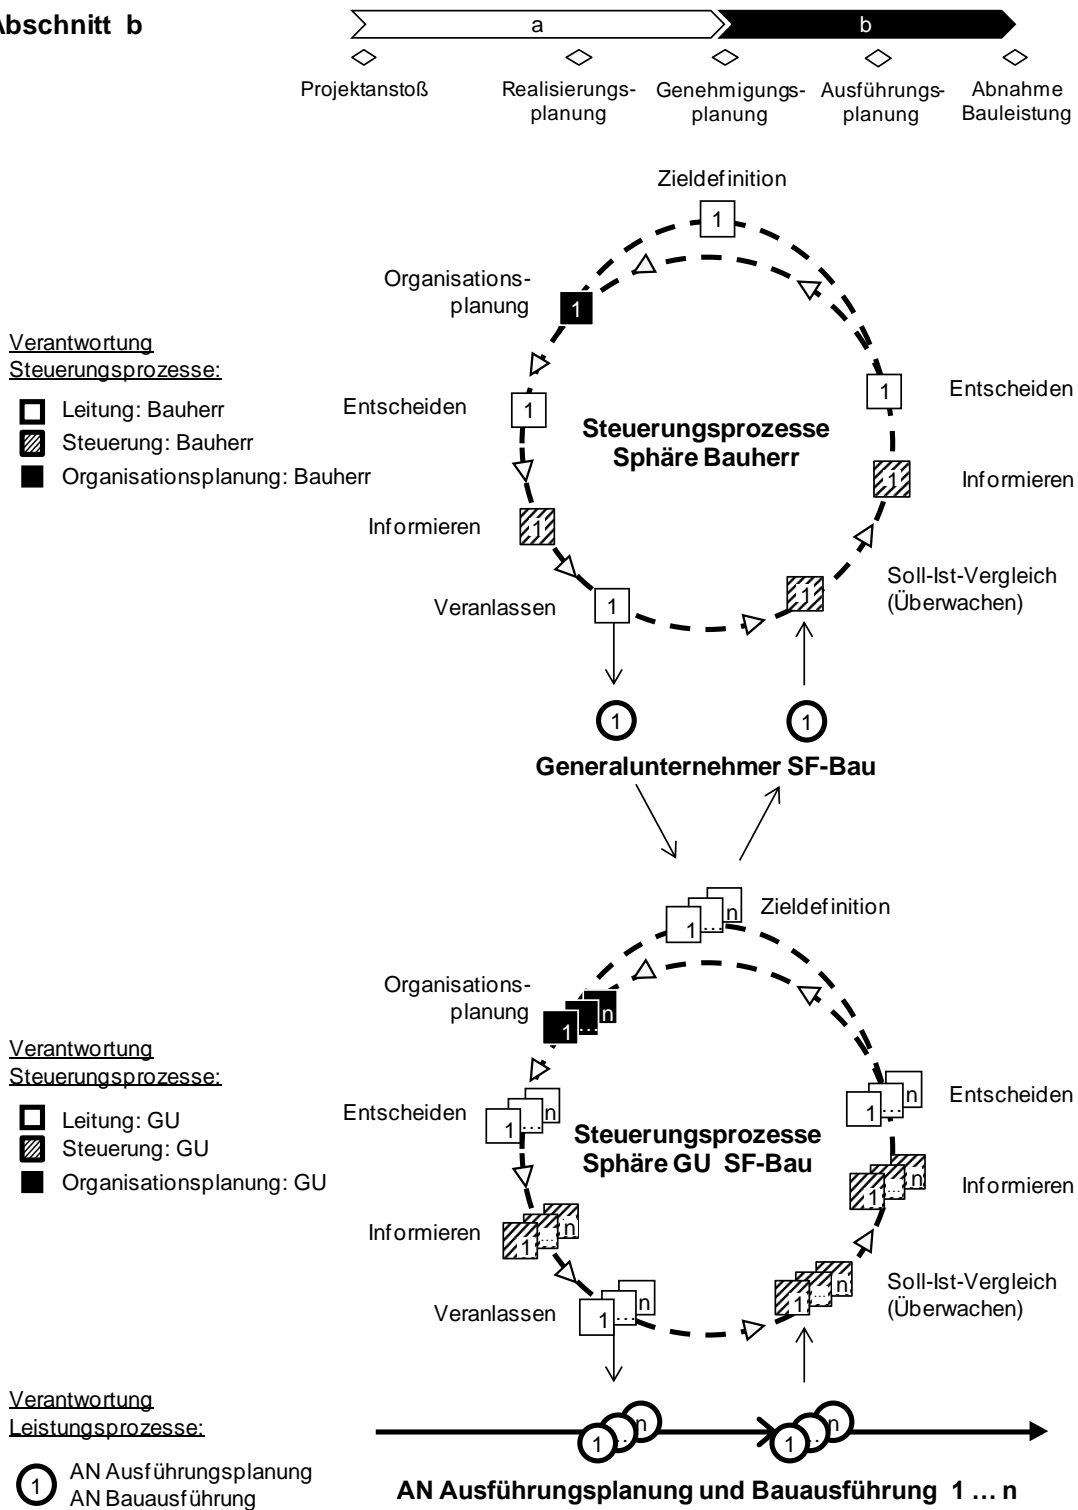 Abschnitt b
a
b
Projektanstoß
Realisierungs-
planung
Genehmigungs-
planung
Ausführungs-
planung
Abnahme
Bauleistung
Zieldefinition
1
Organisations-
planung
1
Verantwortung
Steuerungsprozesse:
Leitung: Bauherr
Steuerung: Bauherr
Organisationsplanung: Bauherr
Entscheiden
1
1
Entscheiden
Steuerungsprozesse
Sphäre Bauherr
1
Informieren
Informieren
1
Soll-Ist-Vergleich
(Überwachen)
1
Veranlassen
1
1
1
Generalunternehmer SF-Bau
1 ... n
Zieldefinition
Organisations-
planung
1 ... n
Verantwortung
Steuerungsprozesse:
Leitung: GU
Steuerung: GU
Organisationsplanung: GU
Entscheiden
1 ... n
1 ... n
Entscheiden
Steuerungsprozesse
Sphäre GU SF-Bau
1 ... n
Informieren
Informieren
1 ... n
Soll-Ist-Vergleich
(Überwachen)
1 ... n
Veranlassen
1 ... n
Verantwortung
Leistungsprozesse:
1 ... n
1 ... n
1
AN Ausführungsplanung
AN Bauausführung
AN Ausführungsplanung und Bauausführung 1 ... n